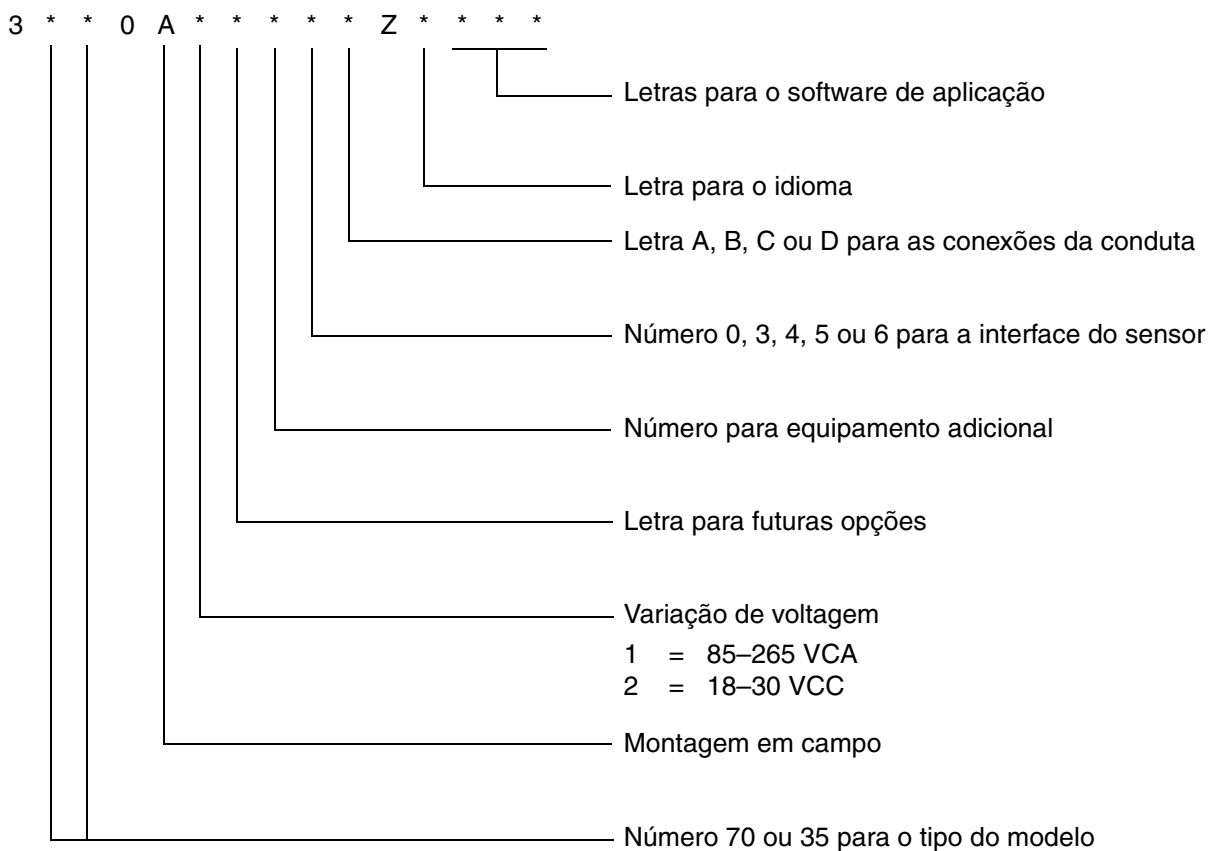 3 * * 0 A * * * * * Z * * * *
Letras para o software de aplicação
Letra para o idioma
Letra A, B, C ou D para as conexões da conduta
Número 0, 3, 4, 5 ou 6 para a interface do sensor
Número para equipamento adicional
Letra para futuras opções
Variação de voltagem
1 = 85–265 VCA
2 = 18–30 VCC
Montagem em campo
Número 70 ou 35 para o tipo do modelo